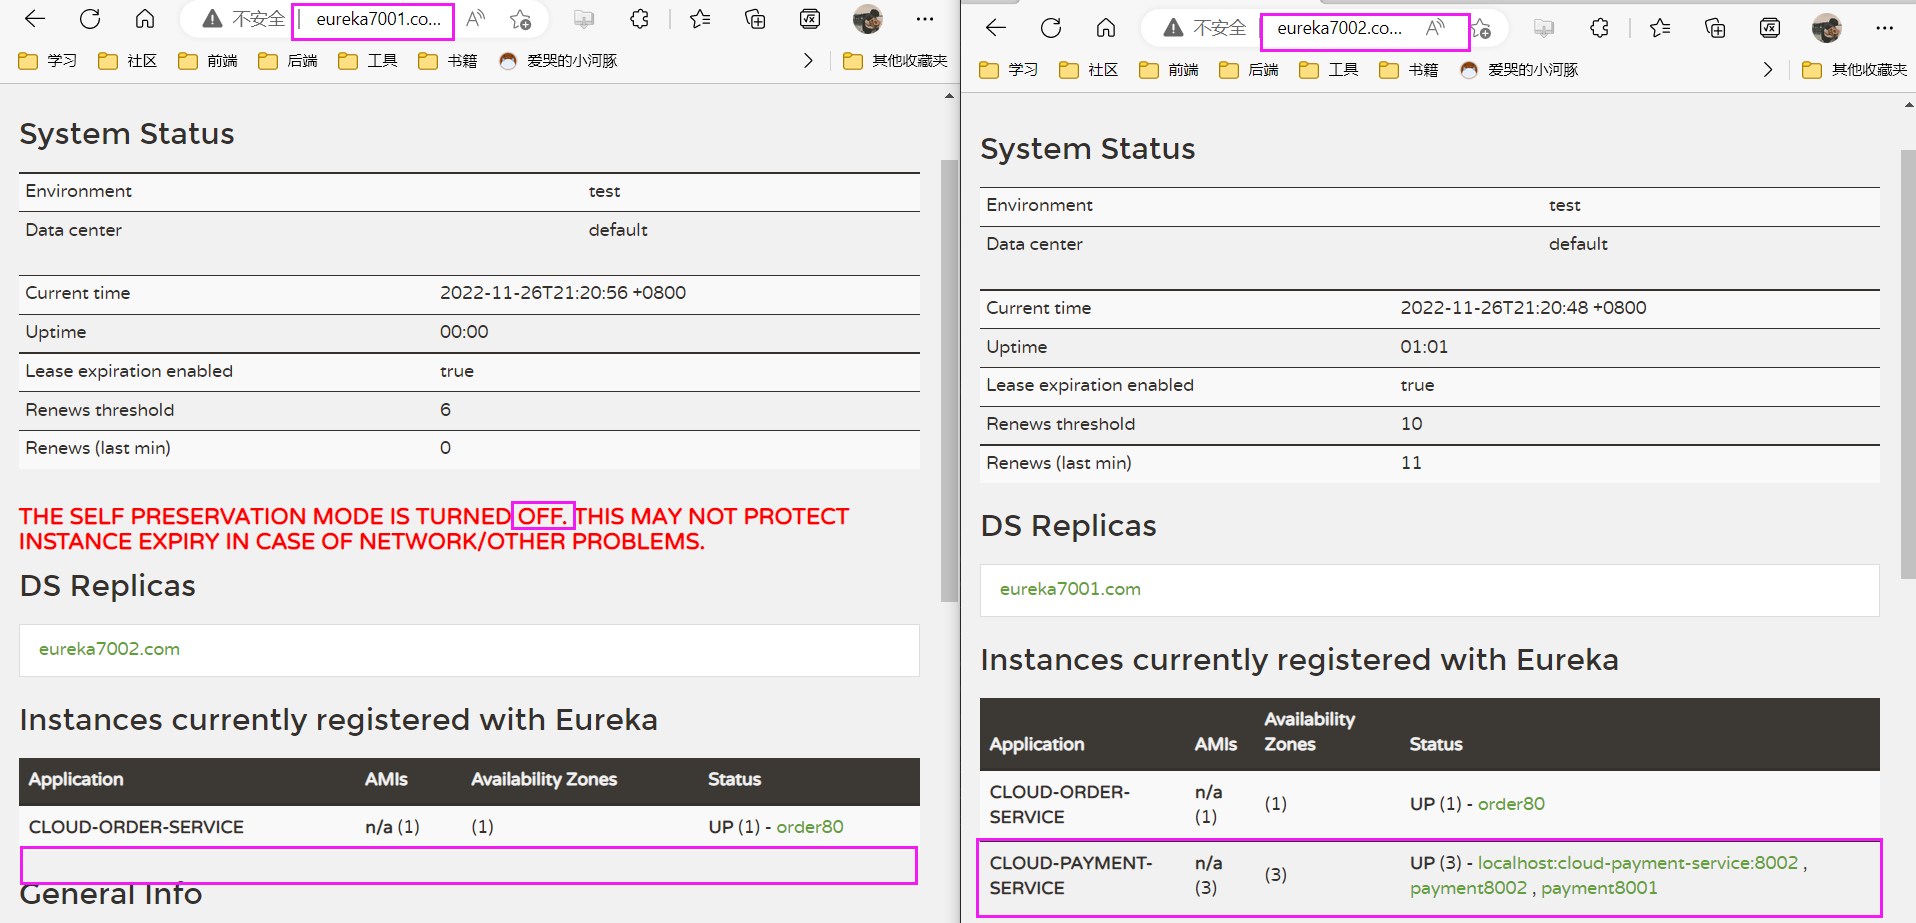 不安全 eureka7001.co...
学习 社区 前端 后端 工具 书籍 爱哭的小河豚 其他收藏夹
System Status
Environment test
Data center default
Current time 2022-11-26T21:20:56 +0800
Uptime 00:00
Lease expiration enabled true
Renews threshold 6
Renews (last min) 0
THE SELF PRESERVATION MODE IS TURNED OFF. THIS MAY NOT PROTECT
INSTANCE EXPIRY IN CASE OF NETWORK/OTHER PROBLEMS.
DS Replicas
eureka7002.com
Instances currently registered with Eureka
Application AMIs Availability Zones Status
CLOUD-ORDER-SERVICE n/a (1) (1) UP (1) - order80
General Info
不安全 eureka7002.co...
学习 社区 前端 后端 工具 书籍 爱哭的小河豚 其他收藏夹
System Status
Environment test
Data center default
Current time 2022-11-26T21:20:48 +0800
Uptime 01:01
Lease expiration enabled true
Renews threshold 10
Renews (last min) 11
DS Replicas
eureka7001.com
Instances currently registered with Eureka
Availability
Application AMIs Zones Status
CLOUD-ORDER- n/a
SERVICE (1) (1) UP (1) - order80
CLOUD-PAYMENT- n/a UP (3) - localhost:cloud-payment-service:8002 ,
SERVICE (3) (3) payment8002 , payment8001